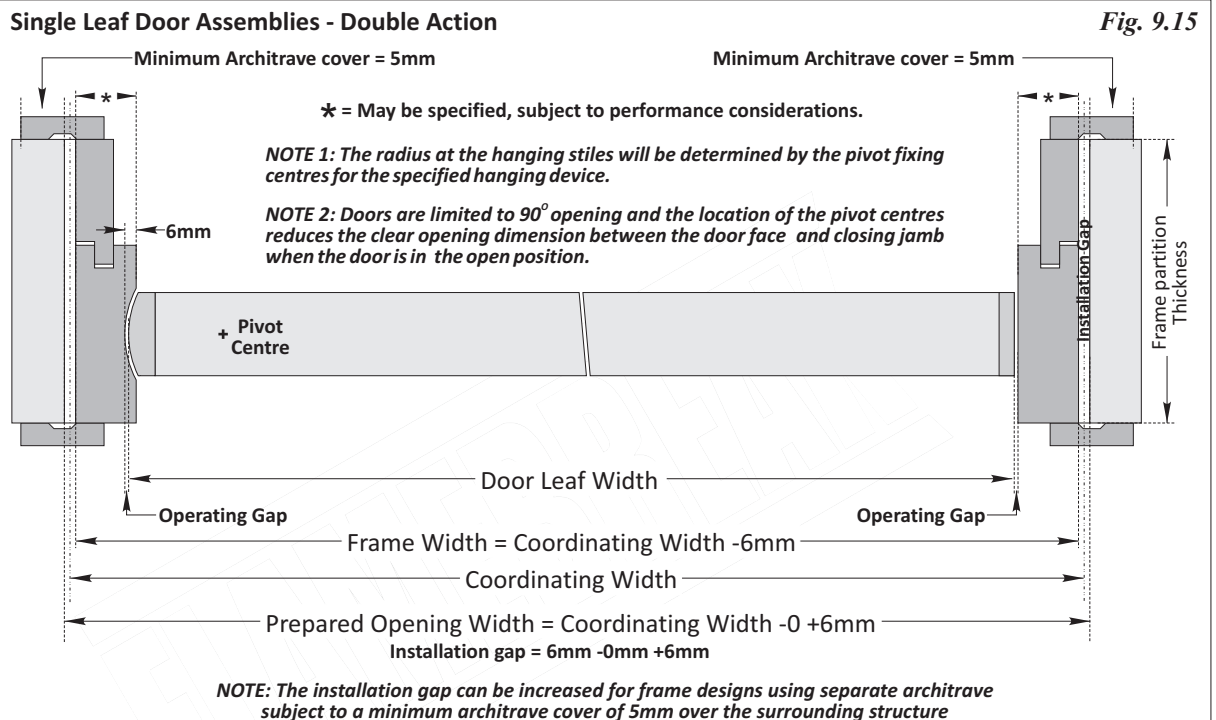 Single Leaf Door Assemblies - Double Action
Fig. 9.15
Minimum Architrave cover = 5mm
Minimum Architrave cover = 5mm
*
*
* = May be specified, subject to performance considerations.
NOTE 1: The radius at the hanging stiles will be determined by the pivot fixing
centres for the specified hanging device.
NOTE 2: Doors are limited to 90° opening and the location of the pivot centres
reduces the clear opening dimension between the door face and closing jamb
when the door is in the open position.
6mm
Installation Gap
Frame partition
Thickness
+ Pivot
Centre
Door Leaf Width
Operating Gap
Operating Gap
Frame Width = Coordinating Width -6mm
Coordinating Width
Prepared Opening Width = Coordinating Width -0 +6mm
Installation gap = 6mm -0mm +6mm
NOTE: The installation gap can be increased for frame designs using separate architrave
subject to a minimum architrave cover of 5mm over the surrounding structure